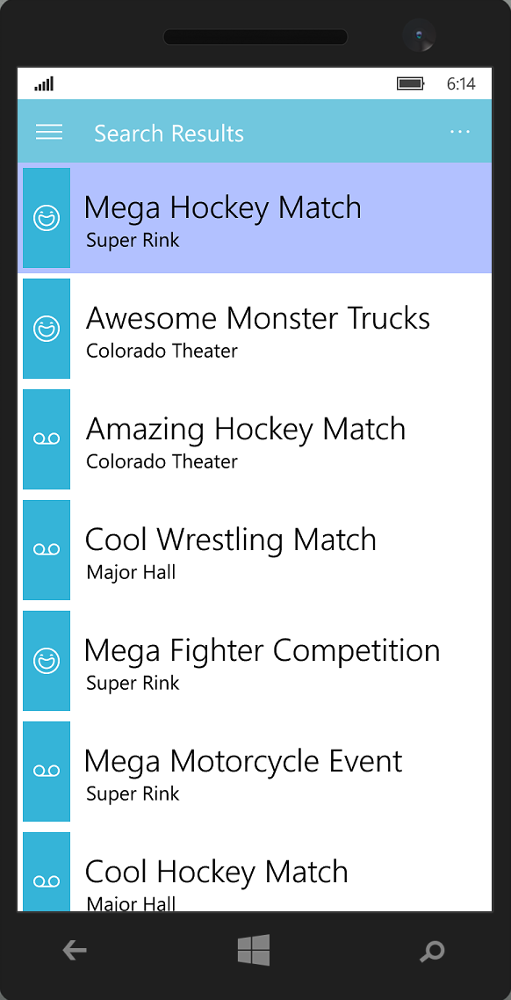 6:14
Search Results
Mega Hockey Match
Super Rink
Awesome Monster Trucks
Colorado Theater
Amazing Hockey Match
Colorado Theater
Cool Wrestling Match
Major Hall
Mega Fighter Competition
Super Rink
Mega Motorcycle Event
Super Rink
Cool Hockey Match
Major Hall